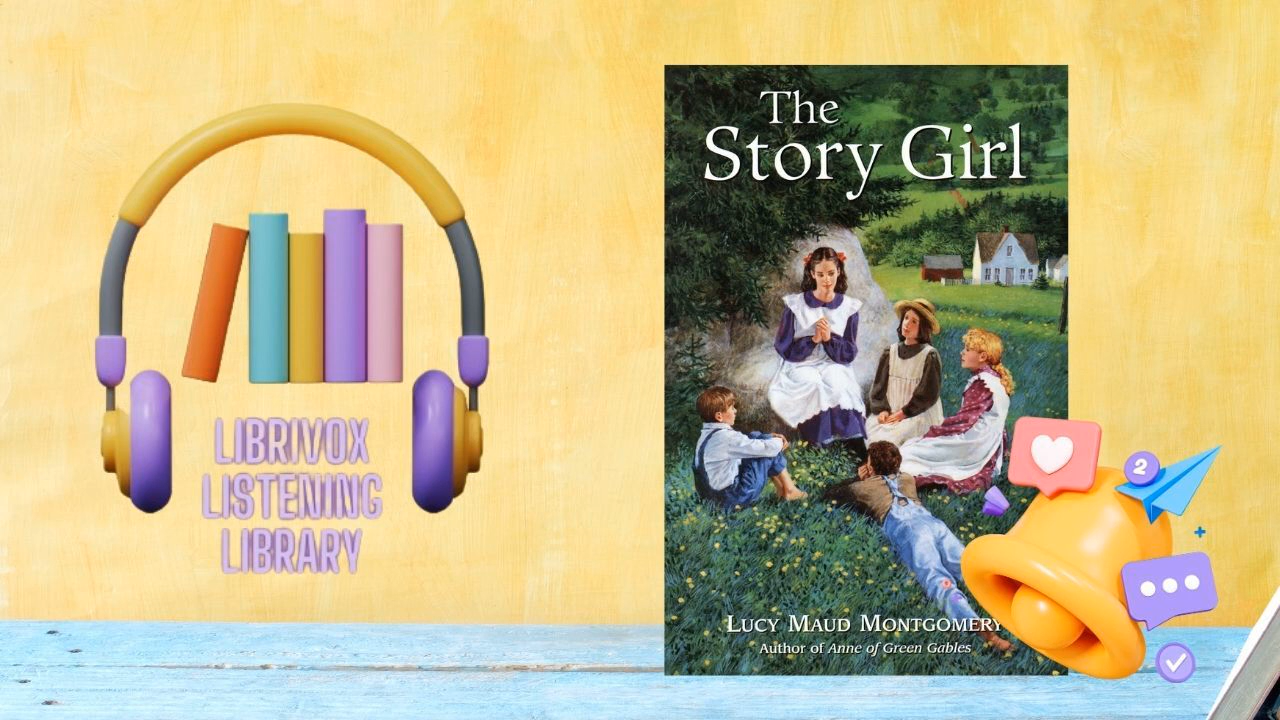 LIBRIVOX
LISTENING
LIBRARY
The
Story Girl
2
LUCY MAUD MONTGOMERY
Author of Anne of Green Gables